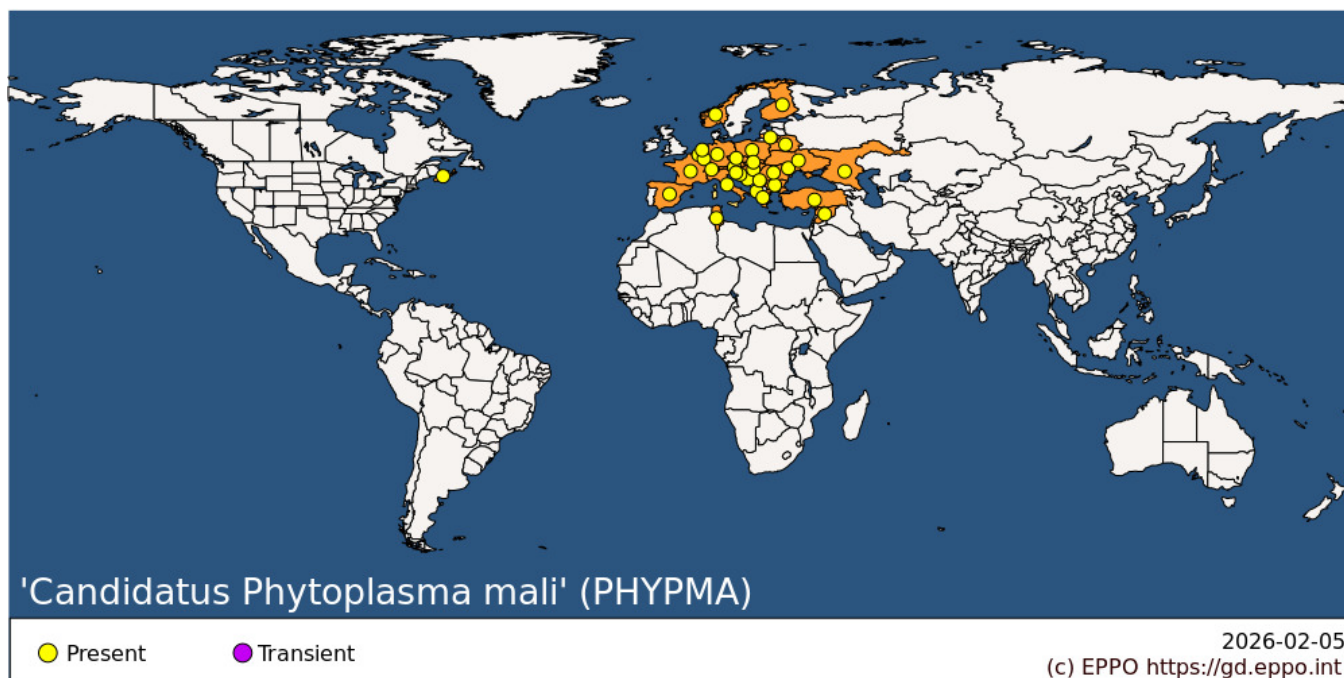 'Candidatus Phytoplasma mali' (PHYPMA)
Present
Transient
2026-02-05
(c) EPPO https://gd.eppo.int